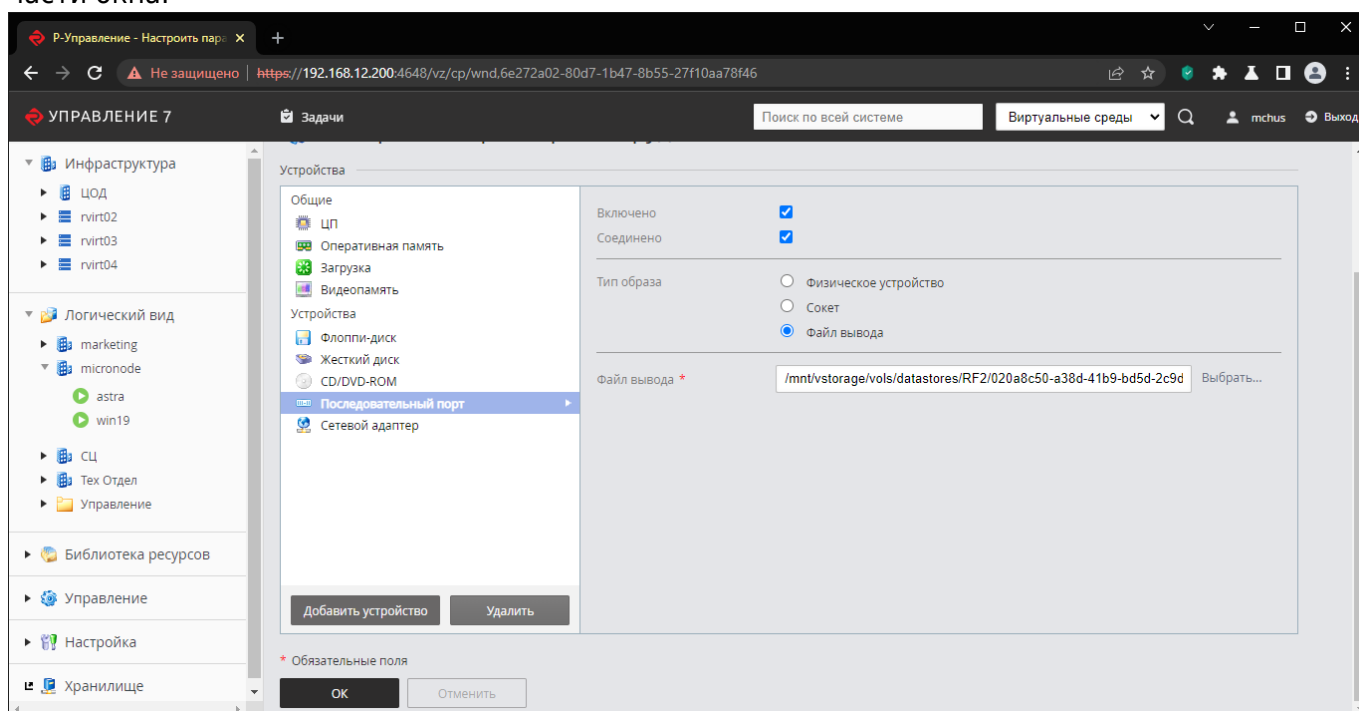 части окна.
Р-Управление - Настроить пара
Не защищено https://192.168.12.200:4648/vz/cp/wnd,6e272a02-80d7-1b47-8b55-27f10aa78f46
УПРАВЛЕНИЕ 7
Задачи
Поиск по всей системе
Виртуальные среды
mchus
Выход
Инфраструктура
ЦОД
rvirt02
rvirt03
rvirt04
Логический вид
marketing
micronode
astra
win19
СЦ
Тех Отдел
Управление
Библиотека ресурсов
Управление
Настройка
Хранилище
Устройства
Общие
ЦП
Оперативная память
Загрузка
Видеопамять
Устройства
Флоппи-диск
Жесткий диск
CD/DVD-ROM
Последовательный порт
Сетевой адаптер
Добавить устройство
Удалить
Включено
Соединено
Тип образа
Физическое устройство
Сокет
Файл вывода
Файл вывода *
/mnt/vstorage/vols/datastores/RF2/020a8c50-a38d-41b9-bd5d-2c9d
Выбрать...
* Обязательные поля
ОК
Отменить